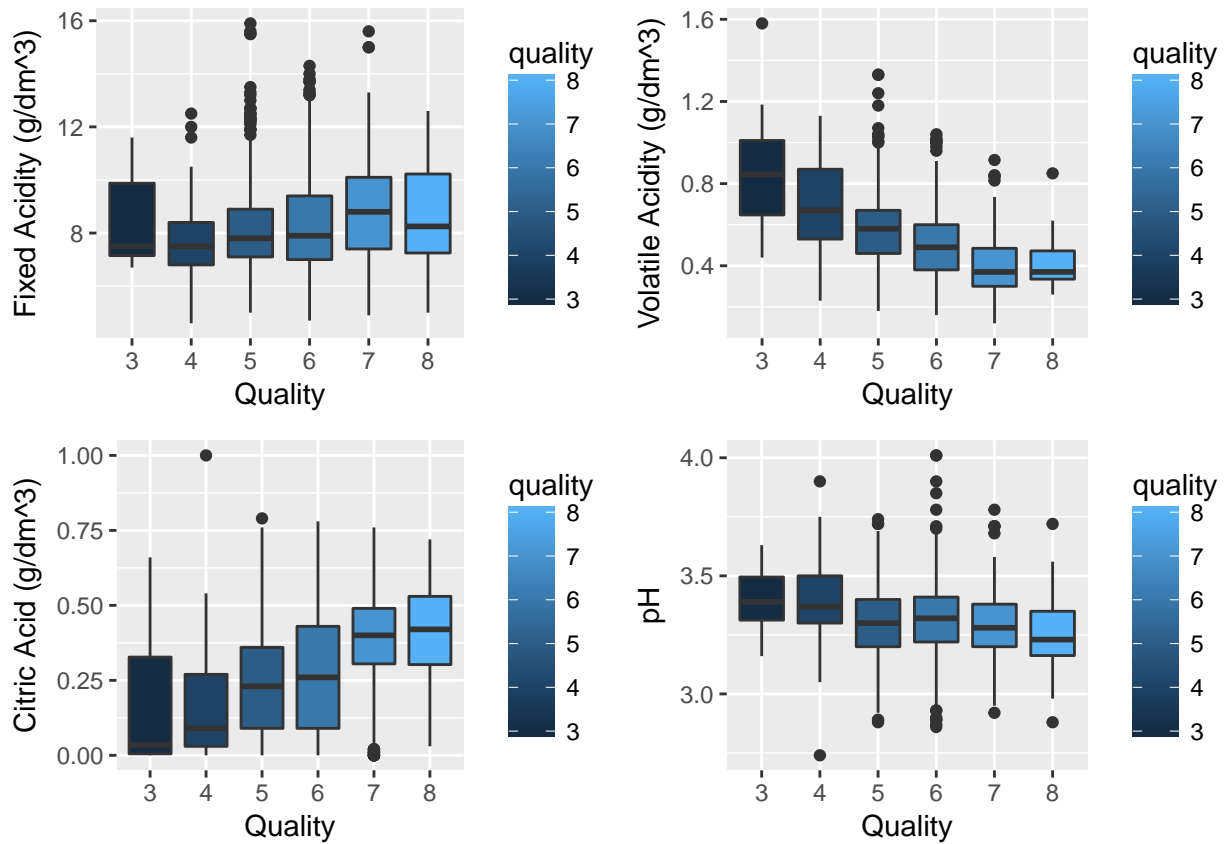 Fixed Acidity (g/dm^3)
16
12
8
3 4 5 6 7 8
Quality
quality
8
7
6
5
4
3
Volatile Acidity (g/dm^3)
1.6
1.2
0.8
0.4
3 4 5 6 7 8
Quality
quality
8
7
6
5
4
3
Citric Acid (g/dm^3)
1.00
0.75
0.50
0.25
0.00
3 4 5 6 7 8
Quality
quality
8
7
6
5
4
3
pH
4.0
3.5
3.0
3 4 5 6 7 8
Quality
quality
8
7
6
5
4
3